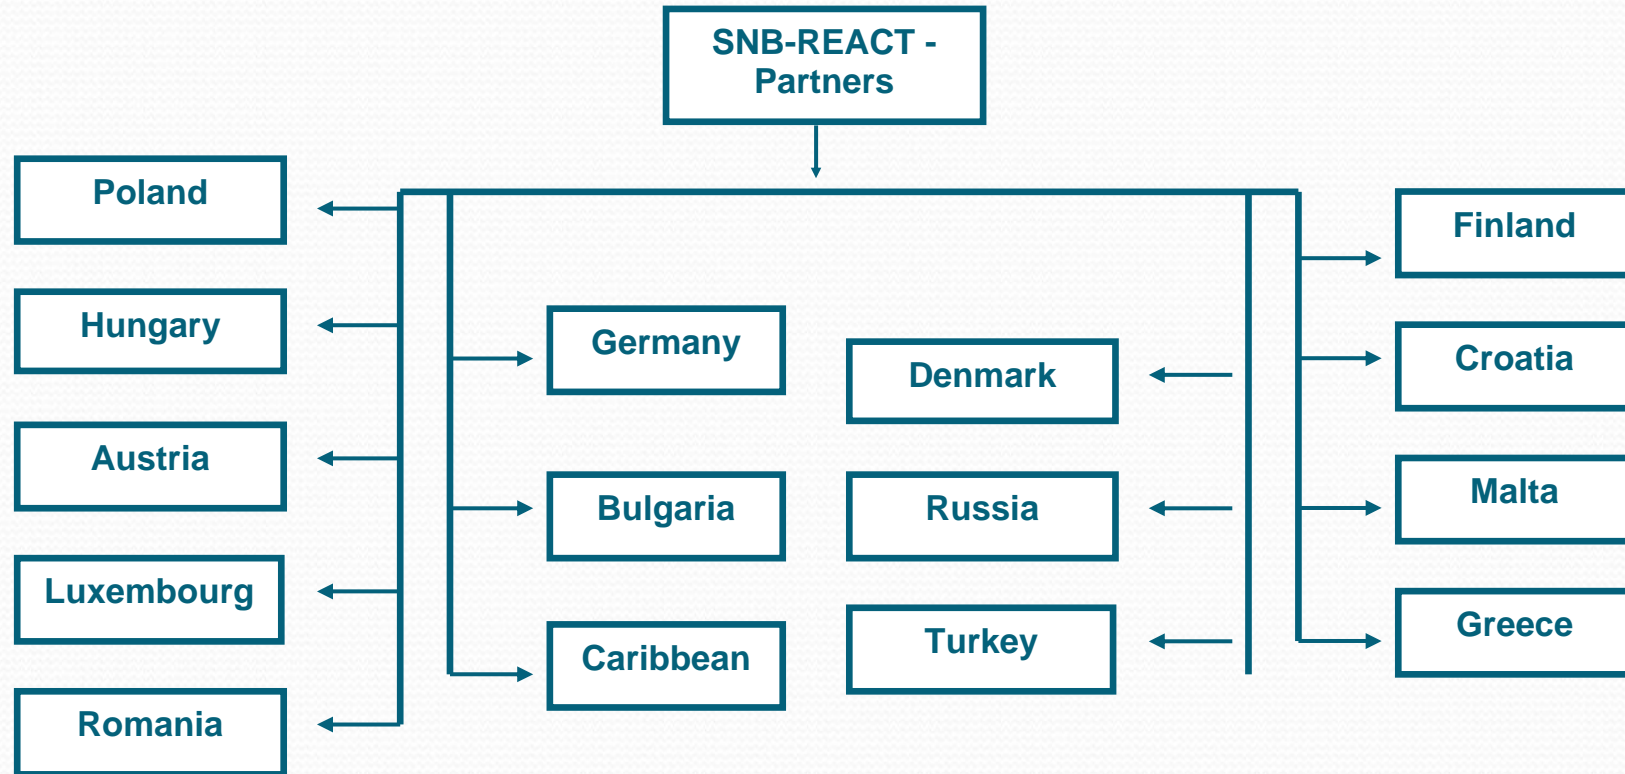 SNB-REACT -
Partners
Poland
Hungary
Austria
Luxembourg
Romania
Germany
Bulgaria
Caribbean
Denmark
Russia
Turkey
Finland
Croatia
Malta
Greece